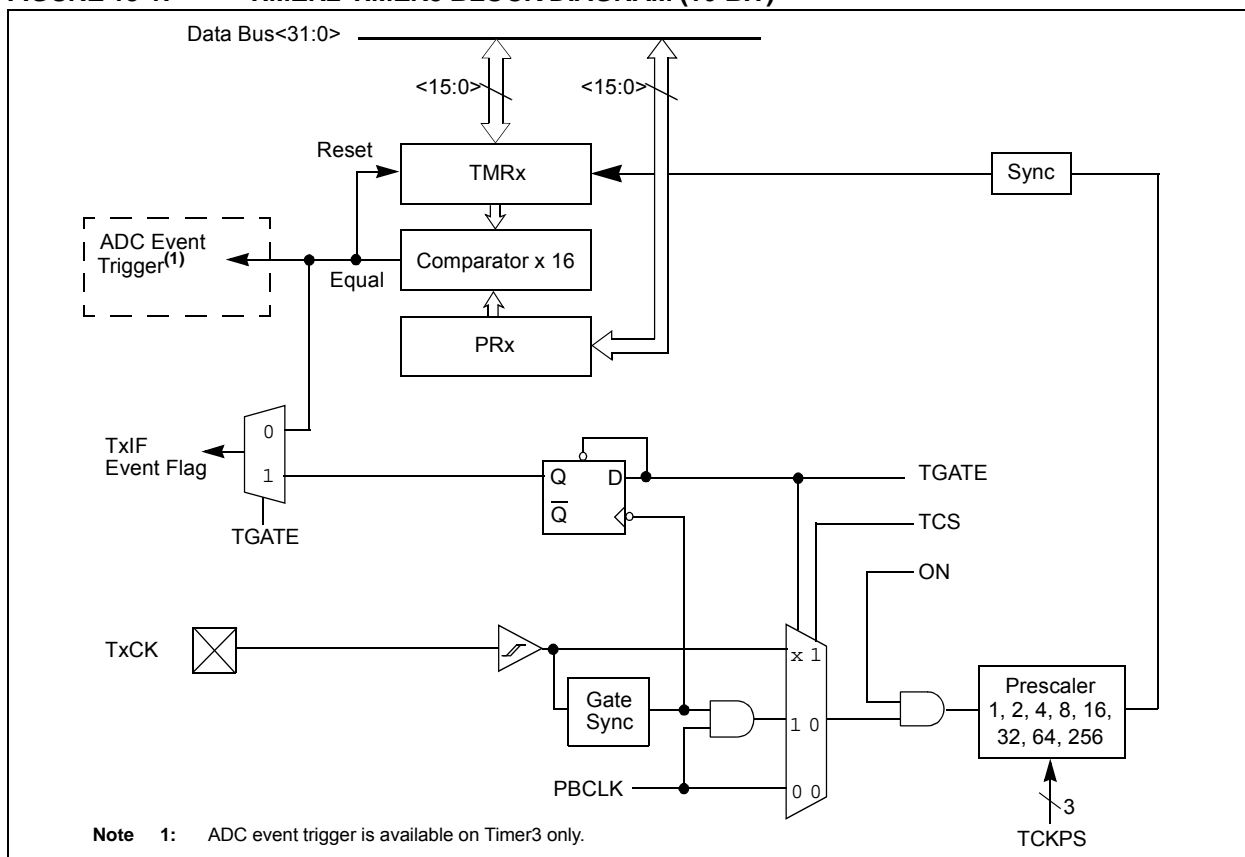 Data Bus<31:0>
<15:0>
<15:0>
Reset
TMRx
Sync
ADC Event
Trigger(1)
Equal
Comparator x 16
PRx
0
1
TxIF
Event Flag
TGATE
Q
D
Q
TGATE
TCS
ON
TxCK
x 1
Gate
Sync
1 0
Prescaler
1, 2, 4, 8, 16,
32, 64, 256
PBCLK
0 0
3
TCKPS
Note 1: ADC event trigger is available on Timer3 only.